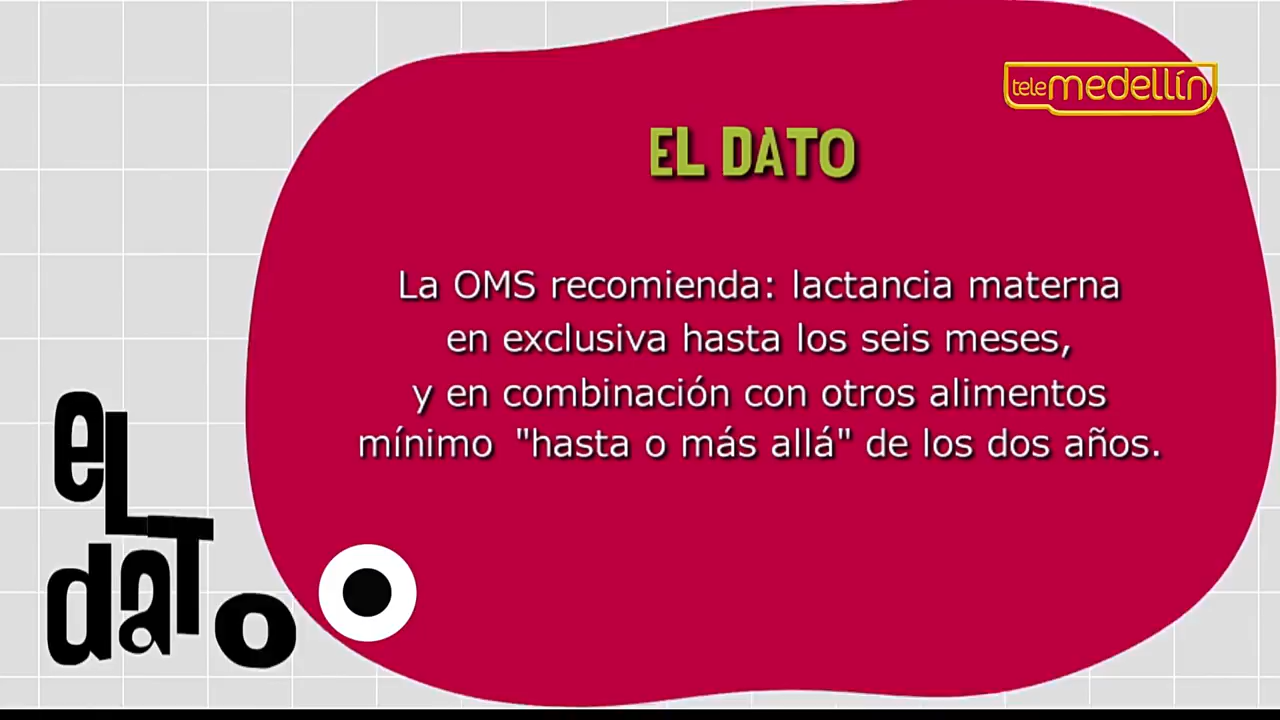 telemedellín
EL DATO
La OMS recomienda: lactancia materna
en exclusiva hasta los seis meses,
y en combinación con otros alimentos
mínimo "hasta o más allá" de los dos años.
eL
daTo